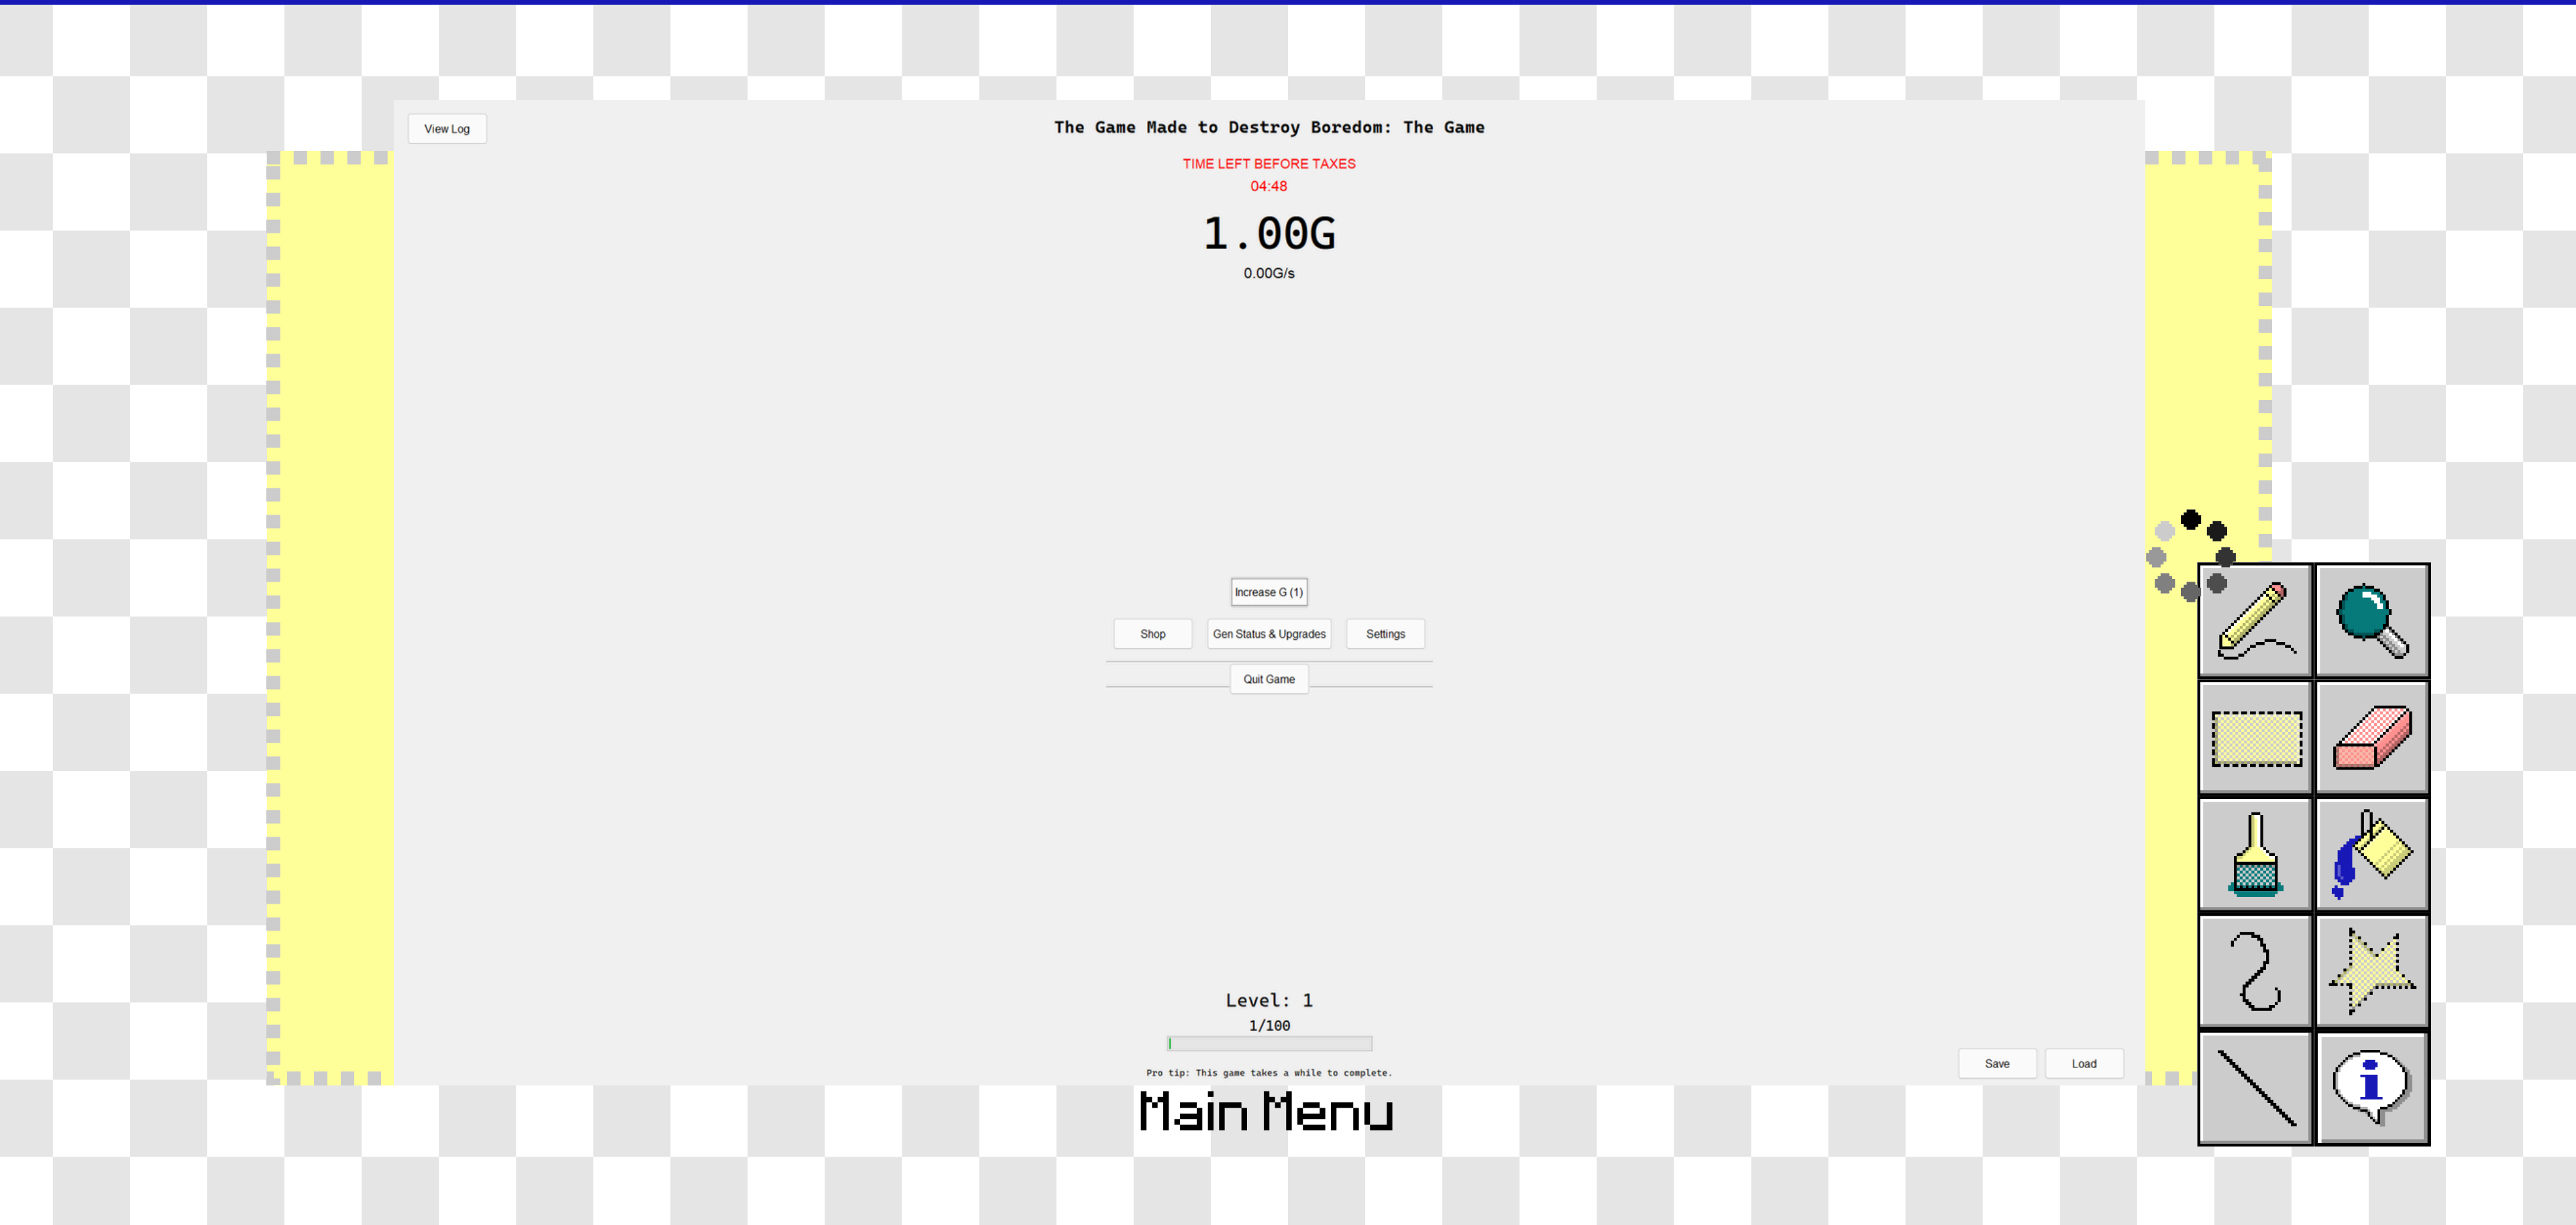 View Log
The Game Made to Destroy Boredom: The Game
TIME LEFT BEFORE TAXES
04:48
1.00G
0.00G/s
Increase G (1)
Shop
Gen Status & Upgrades
Settings
Quit Game
Level: 1
1/100
Save
Load
Pro tip: This game takes a while to complete.
Main Menu
i